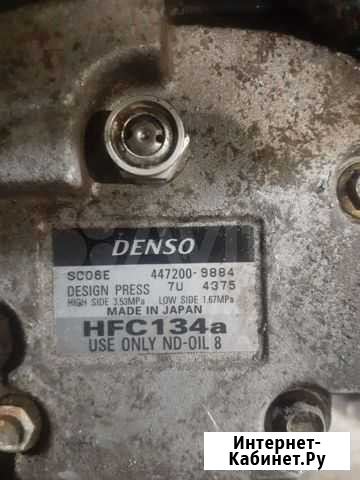 DENSO
SC06E 447200-9884
DESIGN PRESS 7U 4375
HIGH SIDE 3.53MPa LOW SIDE 1.67MPa
MADE IN JAPAN
HFC134a
USE ONLY ND-OIL 8
Интернет-
Кабинет.Ру